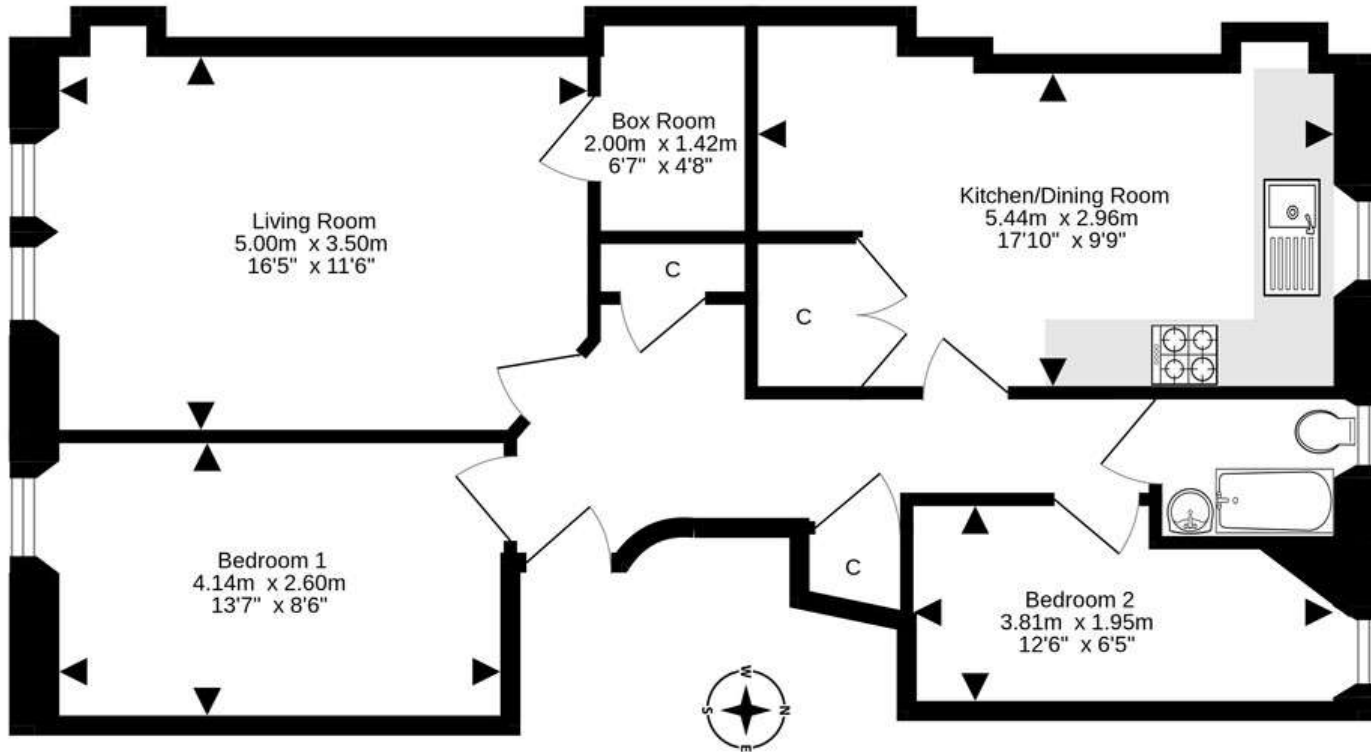 Living Room
5.00m x 3.50m
16'5" x 11'6"
Box Room
2.00m x 1.42m
6'7" x 4'8"
Kitchen/Dining Room
5.44m x 2.96m
17'10" x 9'9"
C
C
Bedroom 1
4.14m x 2.60m
13'7" x 8'6"
C
Bedroom 2
3.81m x 1.95m
12'6" x 6'5"
W
S
N
E